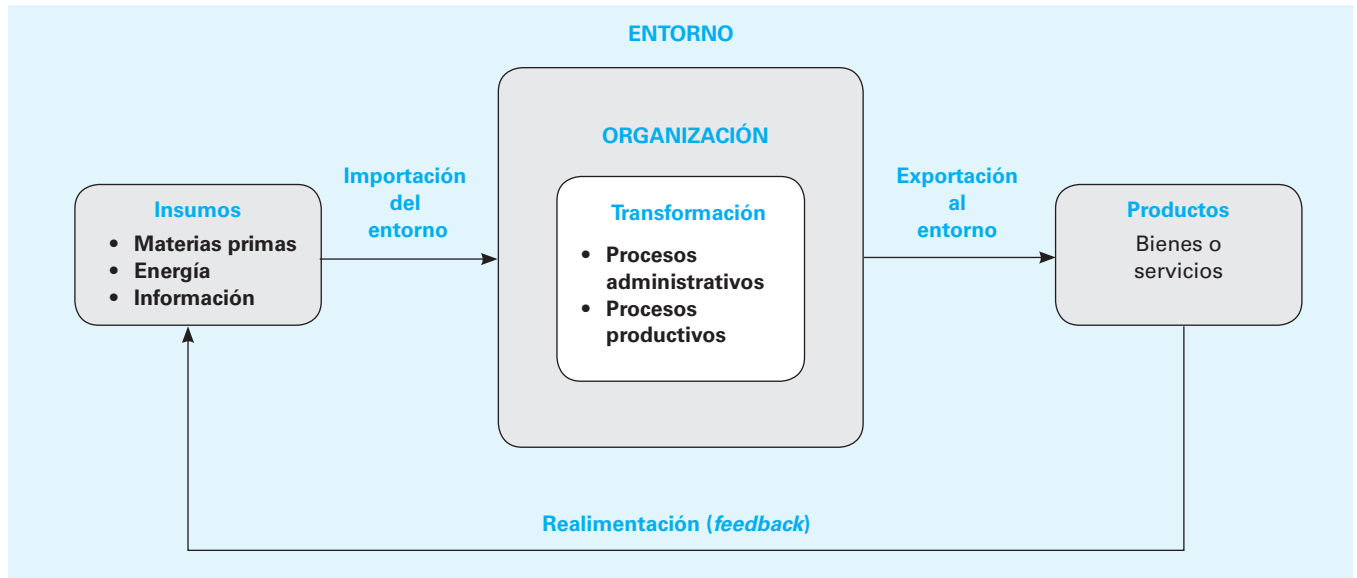 ENTORNO
ORGANIZACIÓN
Importación
del
entorno
Exportación
al
entorno
Insumos
• Materias primas
• Energía
• Información
Transformación
• Procesos
administrativos
• Procesos
productivos
Productos
Bienes o
servicios
Realimentación (feedback)